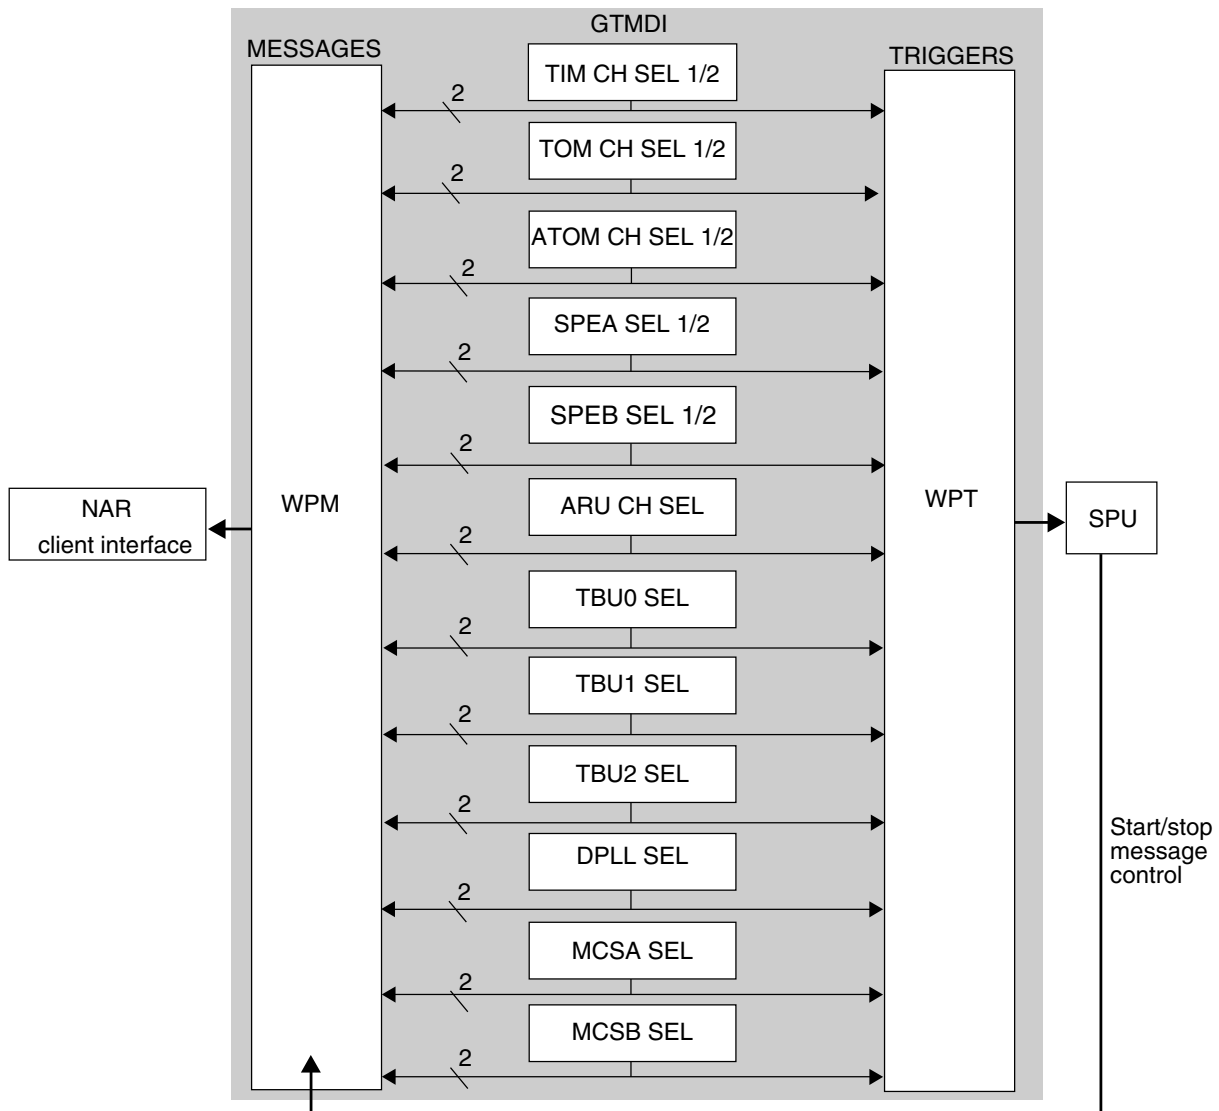 GTMDI
MESSAGES
TRIGGERS
TIM CH SEL 1/2
2
TOM CH SEL 1/2
2
ATOM CH SEL 1/2
2
SPEA SEL 1/2
2
SPEB SEL 1/2
2
NAR
client interface
WPM
ARU CH SEL
WPT
SPU
2
TBU0 SEL
2
TBU1 SEL
2
TBU2 SEL
2
DPLL SEL
2
Start/stop
message
control
MCSA SEL
2
MCSB SEL
2